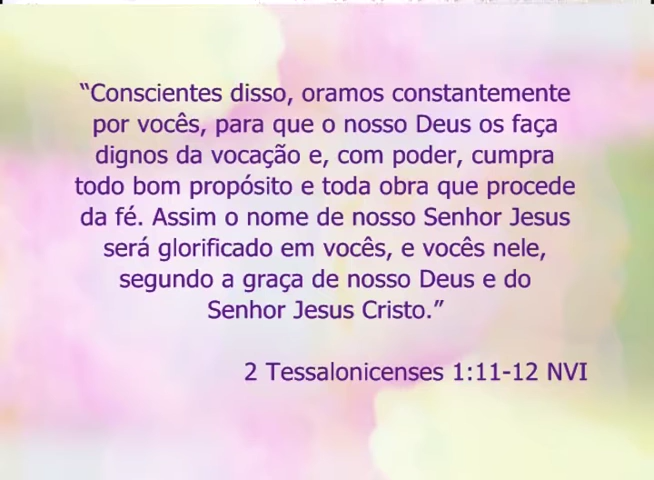 “Conscientes disso, oramos constantemente
por vocês, para que o nosso Deus os faça
dignos da vocação e, com poder, cumpra
todo bom propósito e toda obra que procede
da fé. Assim o nome de nosso Senhor Jesus
será glorificado em vocês, e vocês nele,
segundo a graça de nosso Deus e do
Senhor Jesus Cristo.”
2 Tessalonicenses 1:11-12 NVI